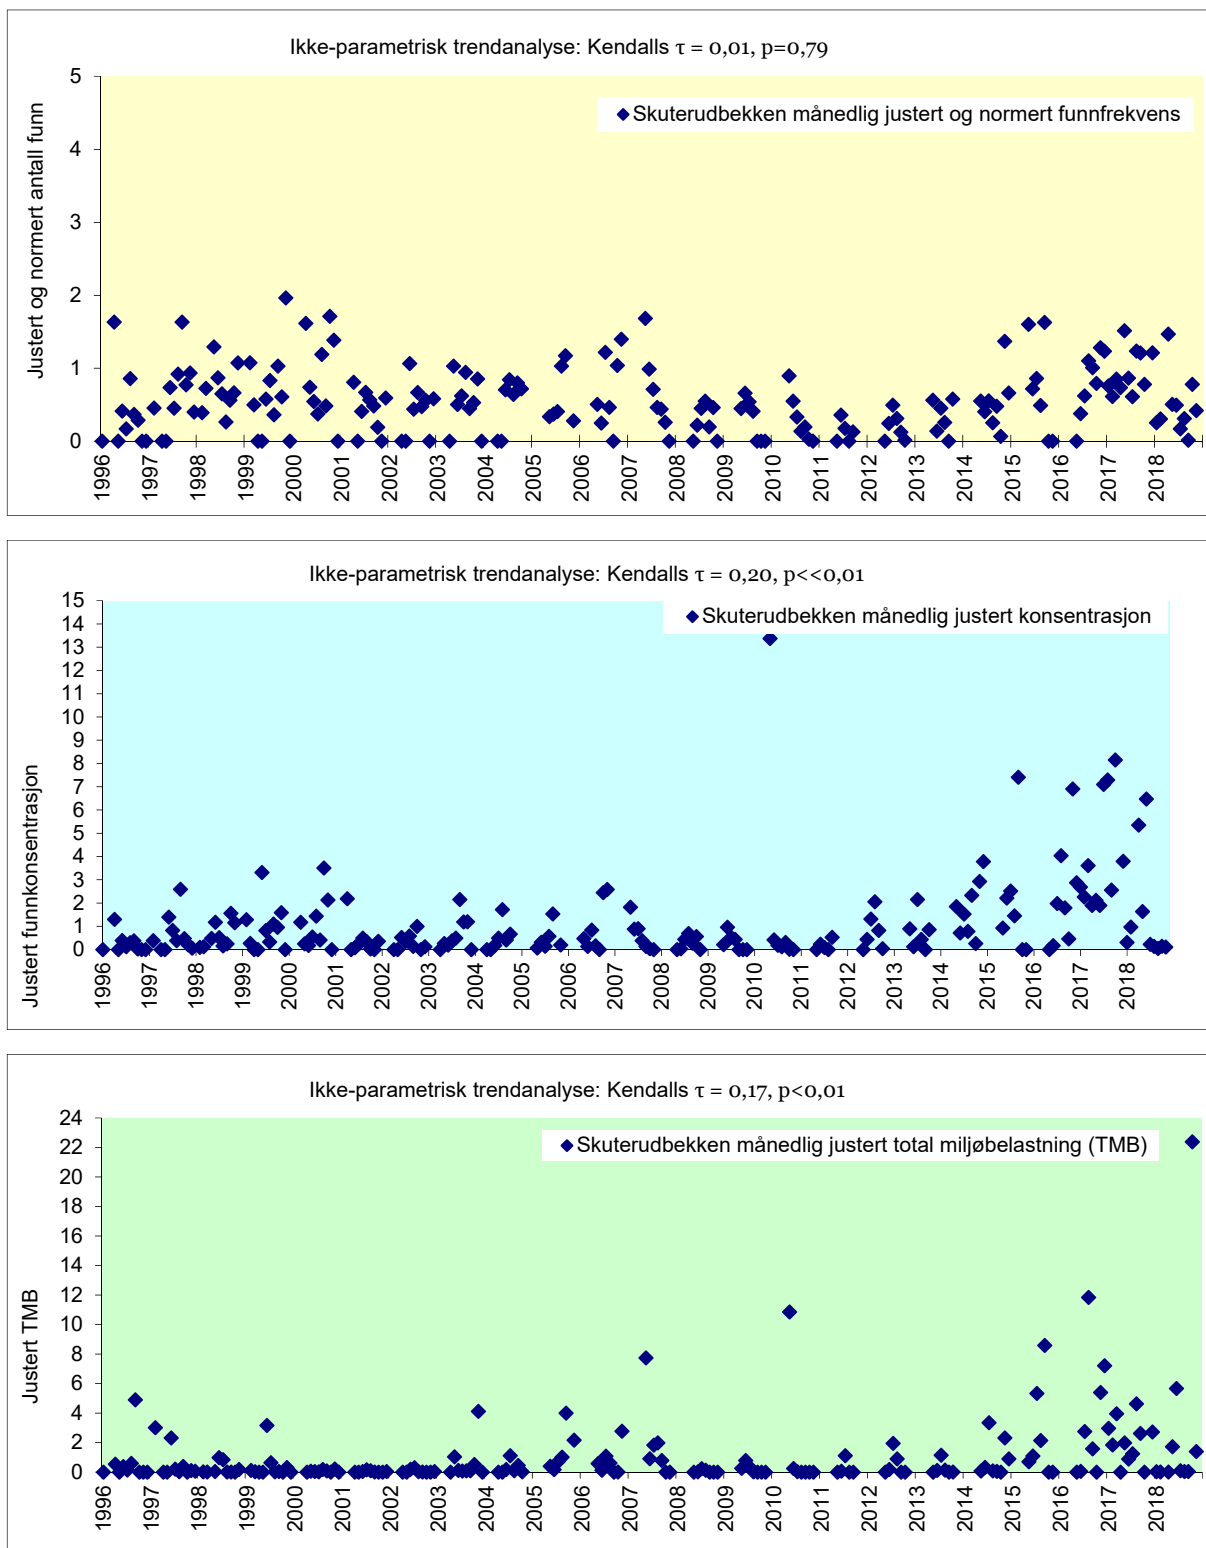 Ikke-parametrisk trendanalyse: Kendalls τ = 0,01, p=0,79
Justert og normert antall funn
5
4
3
2
1
0
Skuterudbekken månedlig justert og normert funnfrekvens
1996 1997 1998 1999 2000 2001 2002 2003 2004 2005 2006 2007 2008 2009 2010 2011 2012 2013 2014 2015 2016 2017 2018
Ikke-parametrisk trendanalyse: Kendalls τ = 0,20, p<<0,01
Justert funnkonsentrasjon
15
14
13
12
11
10
9
8
7
6
5
4
3
2
1
0
Skuterudbekken månedlig justert konsentrasjon
1996 1997 1998 1999 2000 2001 2002 2003 2004 2005 2006 2007 2008 2009 2010 2011 2012 2013 2014 2015 2016 2017 2018
Ikke-parametrisk trendanalyse: Kendalls τ = 0,17, p<0,01
Justert TMB
24
22
20
18
16
14
12
10
8
6
4
2
0
Skuterudbekken månedlig justert total miljøbelastning (TMB)
1996 1997 1998 1999 2000 2001 2002 2003 2004 2005 2006 2007 2008 2009 2010 2011 2012 2013 2014 2015 2016 2017 2018